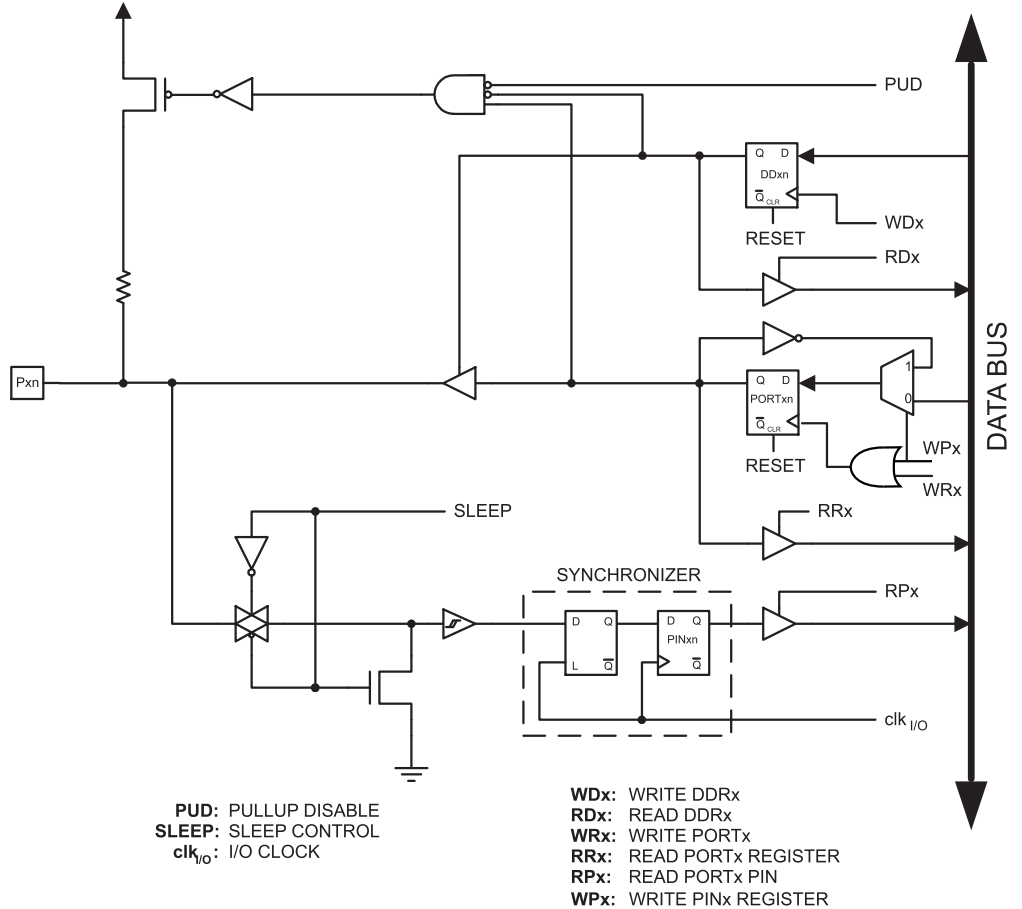 PUD
Q D
DDxn
Q CLR
RESET
WDx
RDx
Pxn
1
0
Q D
PORTxn
Q CLR
RESET
WPx
WRx
RRx
SLEEP
SYNCHRONIZER
D Q
L Q
D Q
PINxn
Q
RPx
clk I/O
DATA BUS
PUD: PULLUP DISABLE
SLEEP: SLEEP CONTROL
clkI/O: I/O CLOCK
WDx: WRITE DDRx
RDx: READ DDRx
WRx: WRITE PORTx
RRx: READ PORTx REGISTER
RPx: READ PORTx PIN
WPx: WRITE PINx REGISTER